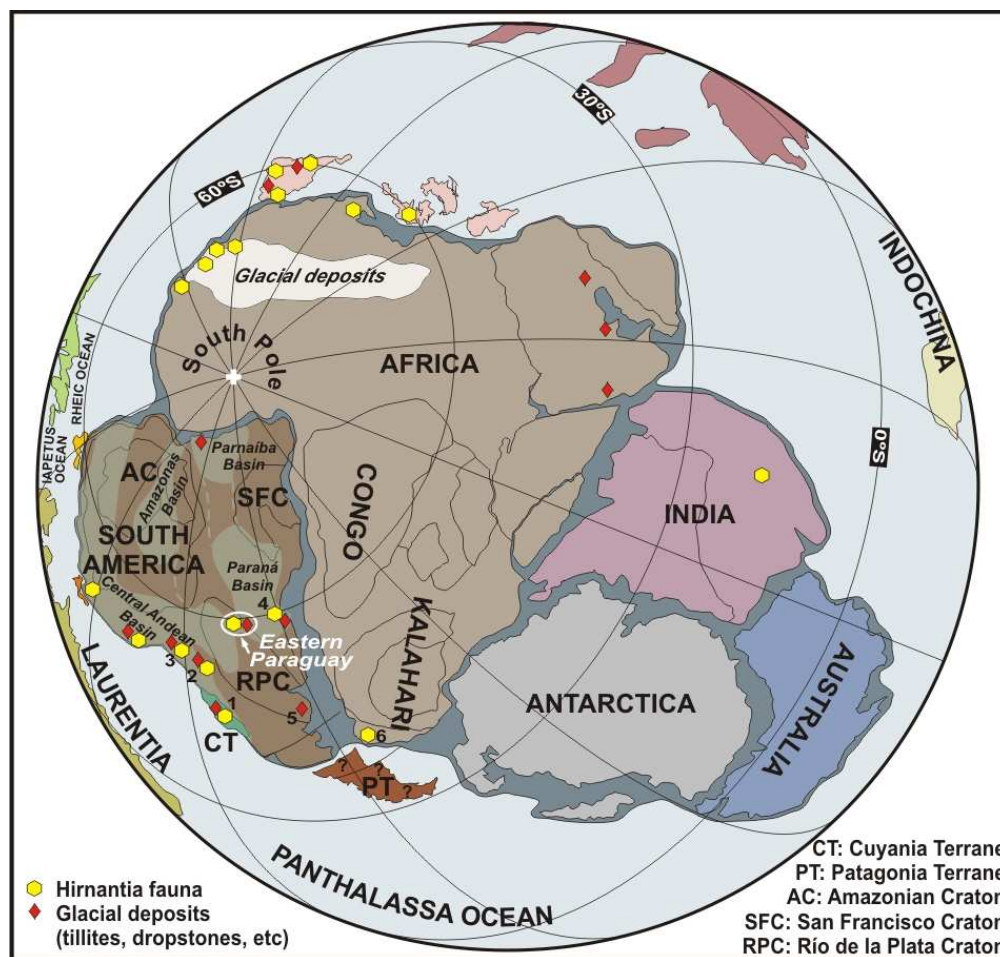 30°S
60°S
INDOCHINA
Glacial deposits
South Pole
AFRICA
RHEIC OCEAN
IAPETUS
OCEAN
0°S
Parnaíba
Basin
AC
Amazonas
Basin
SFC
CONGO
INDIA
SOUTH
AMERICA
Paraná
Basin
4
Central Andean
Basin
Eastern
Paraguay
KALAHARI
3
2
RPC
LAURENTIA
ANTARCTICA
AUSTRALIA
1
5
CT
6
? ? ?
PT
PANTHALASSA OCEAN
Hirnantia fauna
Glacial deposits
(tillites, dropstones, etc)
CT: Cuyania Terrane
PT: Patagonia Terrane
AC: Amazonian Craton
SFC: San Francisco Craton
RPC: Río de la Plata Craton